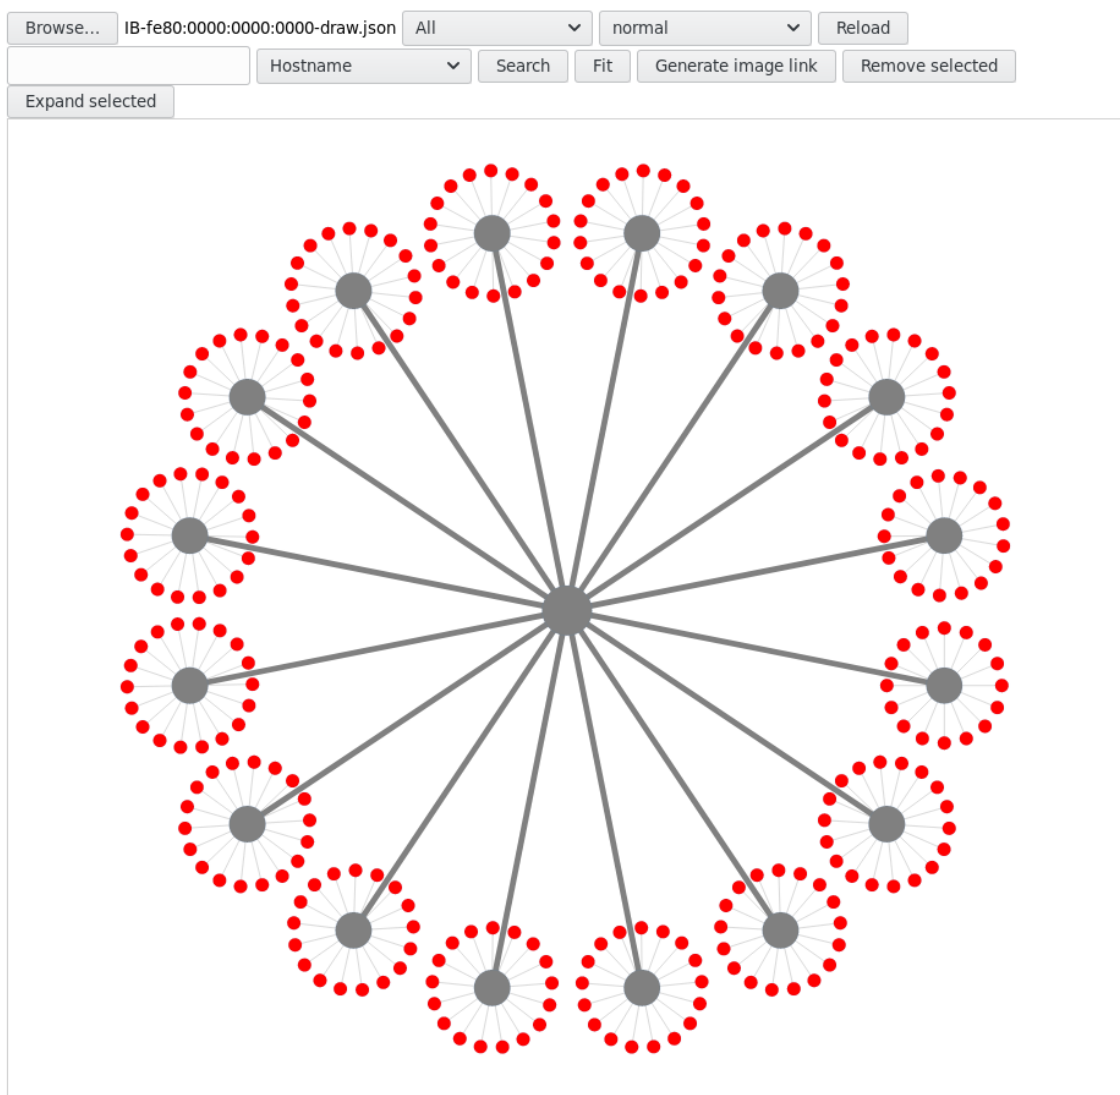 Browse... IB-fe80:0000:0000:0000-draw.json All normal Reload
Hostname Search Fit Generate image link Remove selected
Expand selected